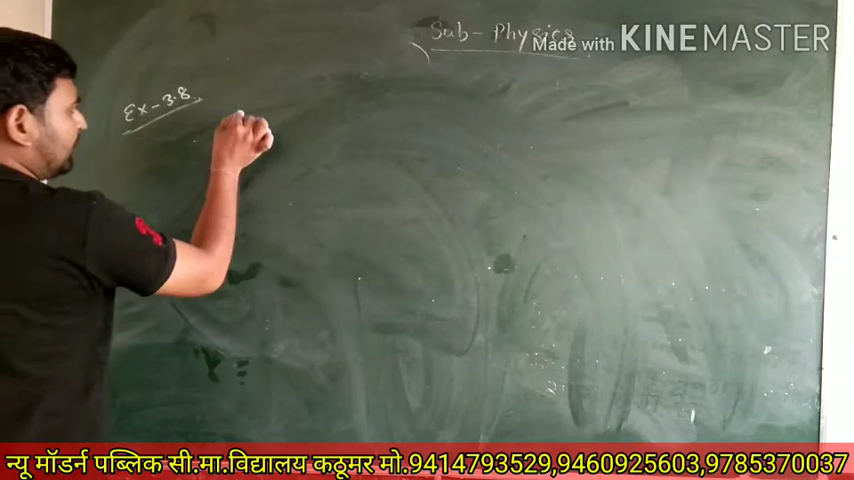 Sub - Physics
Made with KINEMASTER
Ex - 3.8
न्यू मॉडर्न पब्लिक सी.मा.विद्यालय कठूमर मो.9414793529,9460925603,9785370037